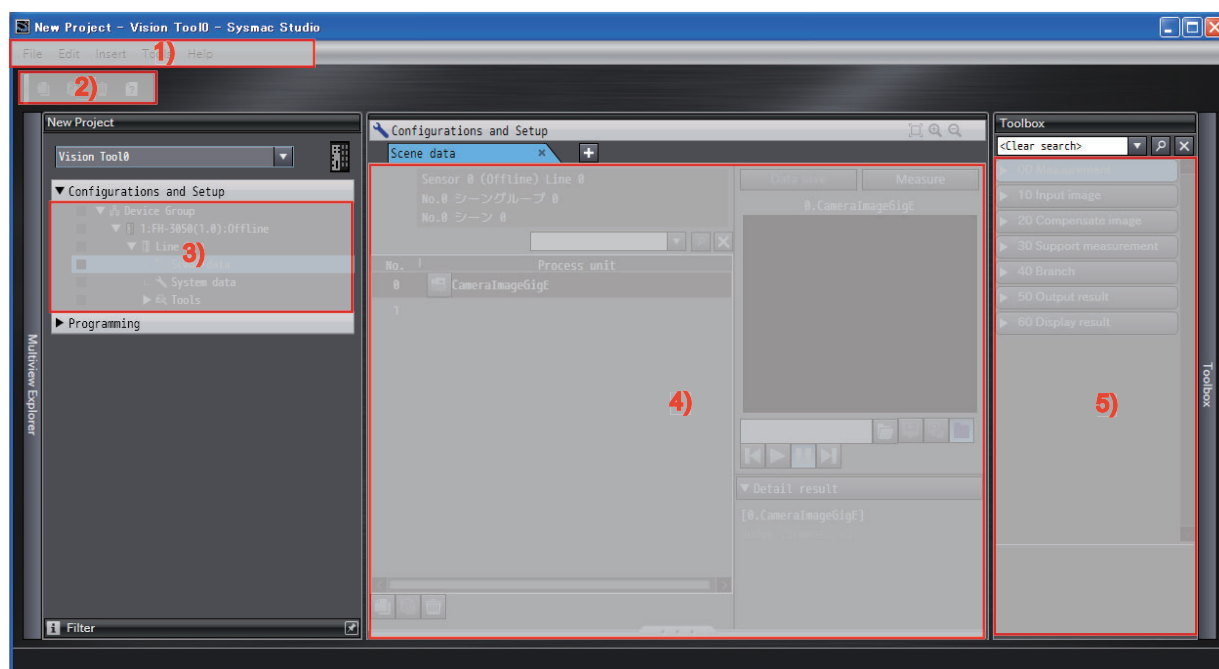 New Project - Vision Tool0 - Sysmac Studio
File Edit Insert Tools Help
1)
2)
New Project
Vision Tool0
Configurations and Setup
Device Group
1:FH-3050(1.0):Offline
Line
3)
System data
Tools
Programming
Filter
Multiview Explorer
Configurations and Setup
Scene data
Sensor 0 (Offline) Line 0
No.0 シーングループ 0
No.0 シーン 0
No. Process unit
0 CameraImageGigE
1
4)
Measure
0.CameraImageGigE
Detail result
[0.CameraImageGigE]
Toolbox
<Clear search>
10 Input image
20 Compensate image
30 Support measurement
40 Branch
50 Output result
60 Display result
5)
Toolbox